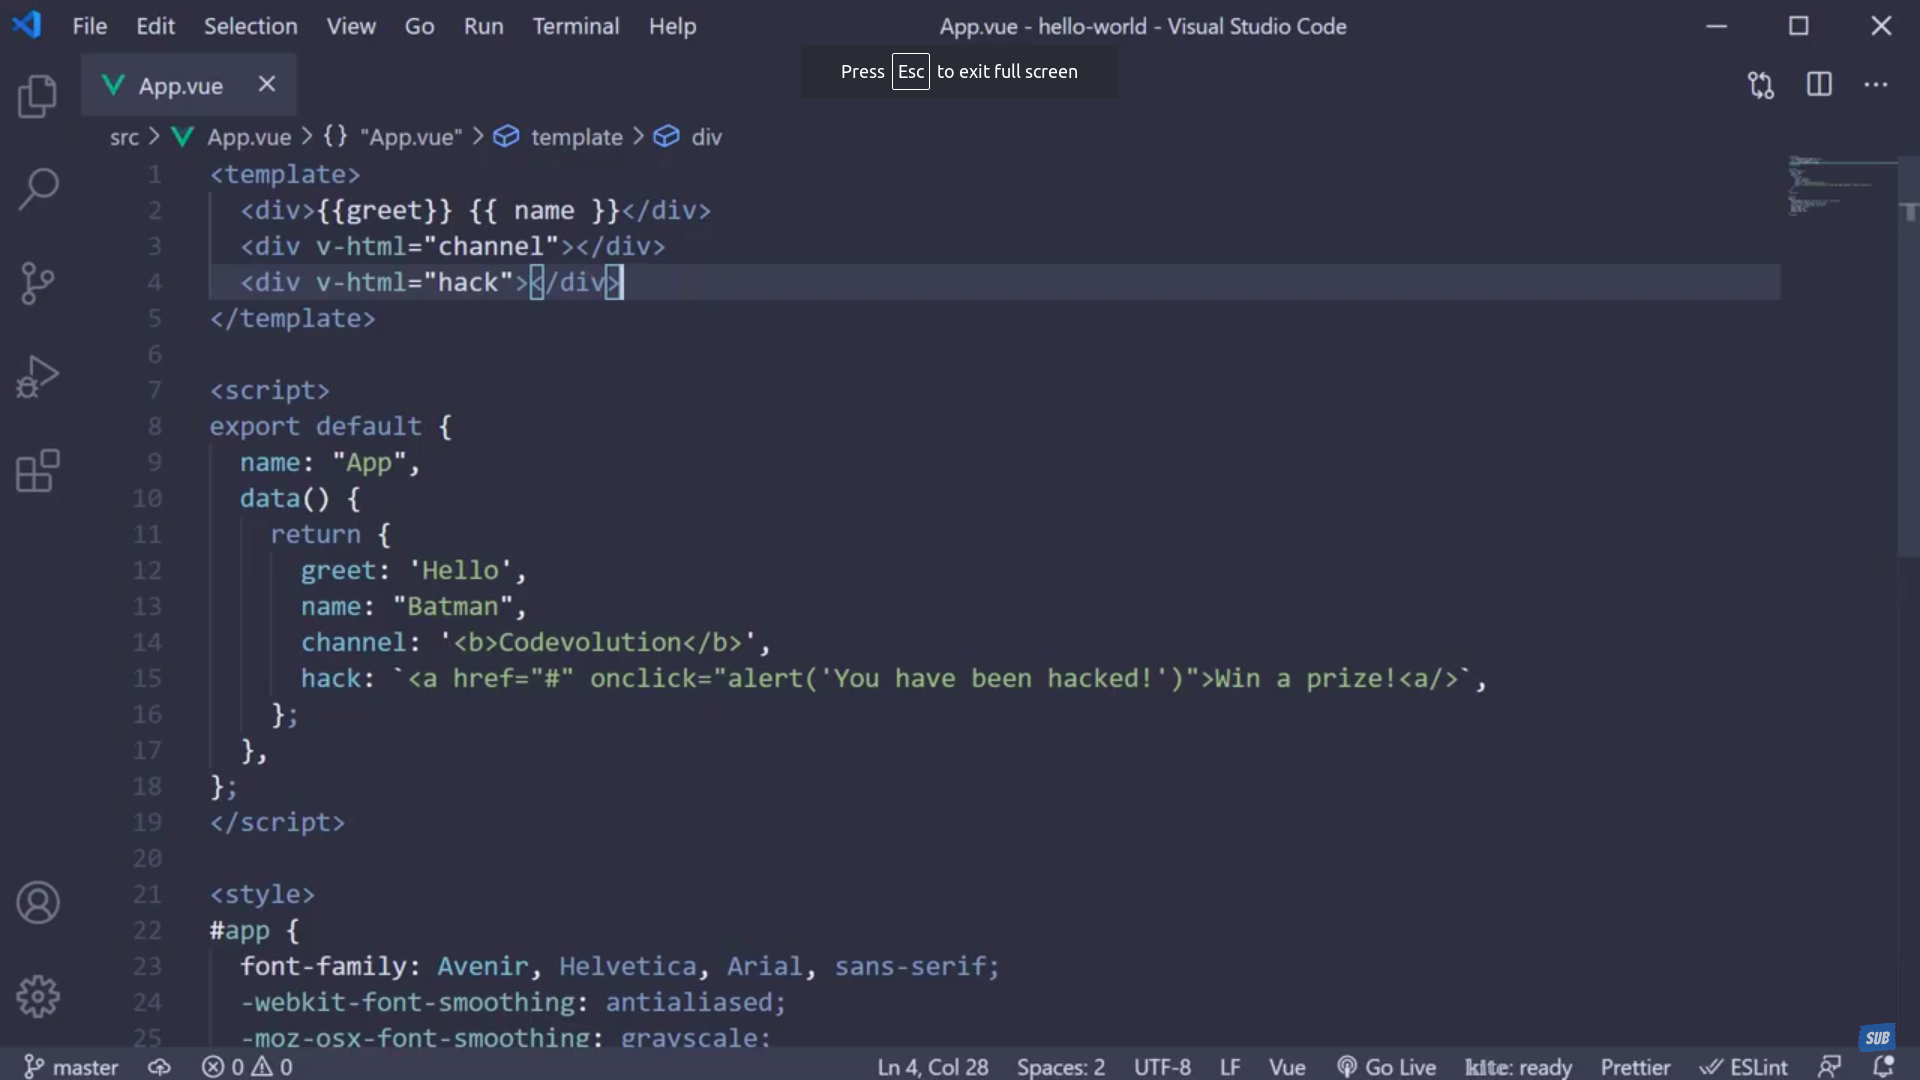 File Edit Selection View Go Run Terminal Help App.vue - hello-world - Visual Studio Code
Press Esc to exit full screen
App.vue
src > App.vue > {} "App.vue" > template > div
1 <template>
2 <div>{{greet}} {{ name }}</div>
3 <div v-html="channel"></div>
4 <div v-html="hack"></div>
5 </template>
6
7 <script>
8 export default {
9 name: "App",
10 data() {
11 return {
12 greet: 'Hello',
13 name: "Batman",
14 channel: '<b>Codevolution</b>',
15 hack: `<a href="#" onclick="alert('You have been hacked!')">Win a prize!<a/>`,
16 };
17 },
18 };
19 </script>
20
21 <style>
22 #app {
23 font-family: Avenir, Helvetica, Arial, sans-serif;
24 -webkit-font-smoothing: antialiased;
25 -moz-osx-font-smoothing: grayscale;
SUB
master 0 0 Ln 4, Col 28 Spaces: 2 UTF-8 LF Vue Go Live kite: ready Prettier ESLint